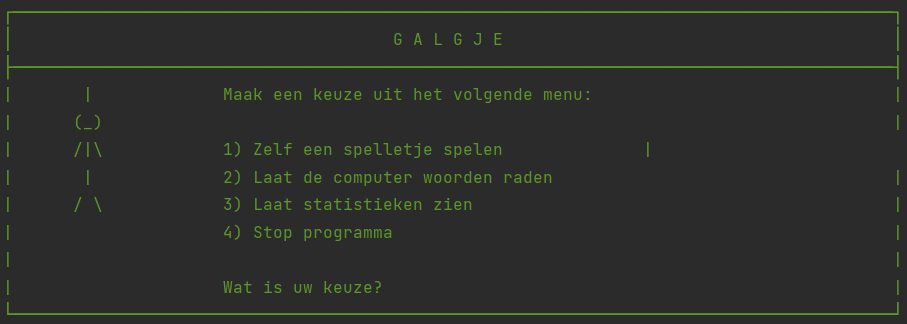 G A L G J E
Maak een keuze uit het volgende menu:
1) Zelf een spelletje spelen
2) Laat de computer woorden raden
3) Laat statistieken zien
4) Stop programma
Wat is uw keuze?